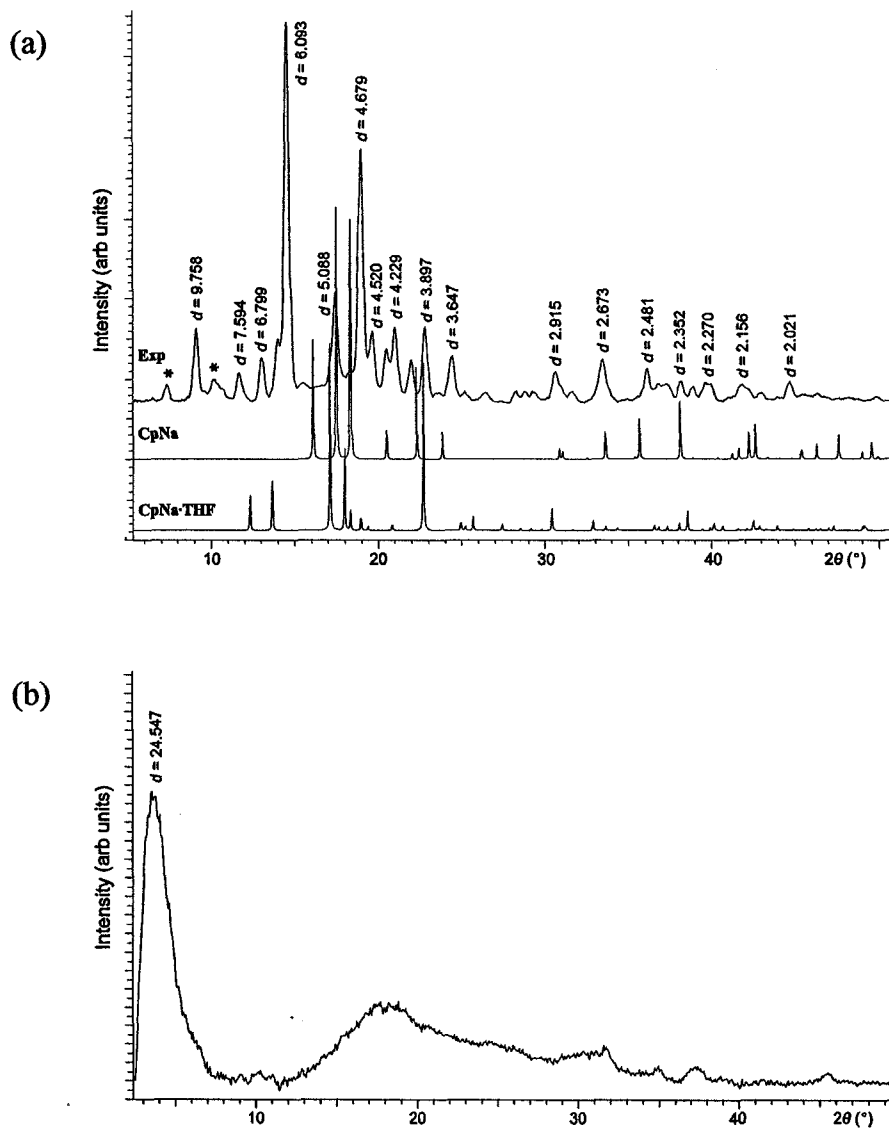 (a)
Intensity (arb units)
Exp
*
d = 9.758
*
d = 7.594
d = 6.799
d = 6.093
d = 5.088
d = 4.679
d = 4.520
d = 4.229
d = 3.897
d = 3.647
d = 2.915
d = 2.673
d = 2.481
d = 2.352
d = 2.270
d = 2.156
d = 2.021
CpNa
CpNa·THF
10
20
30
40
2θ (°)
(b)
Intensity (arb units)
d = 24.547
10
20
30
40
2θ (°)